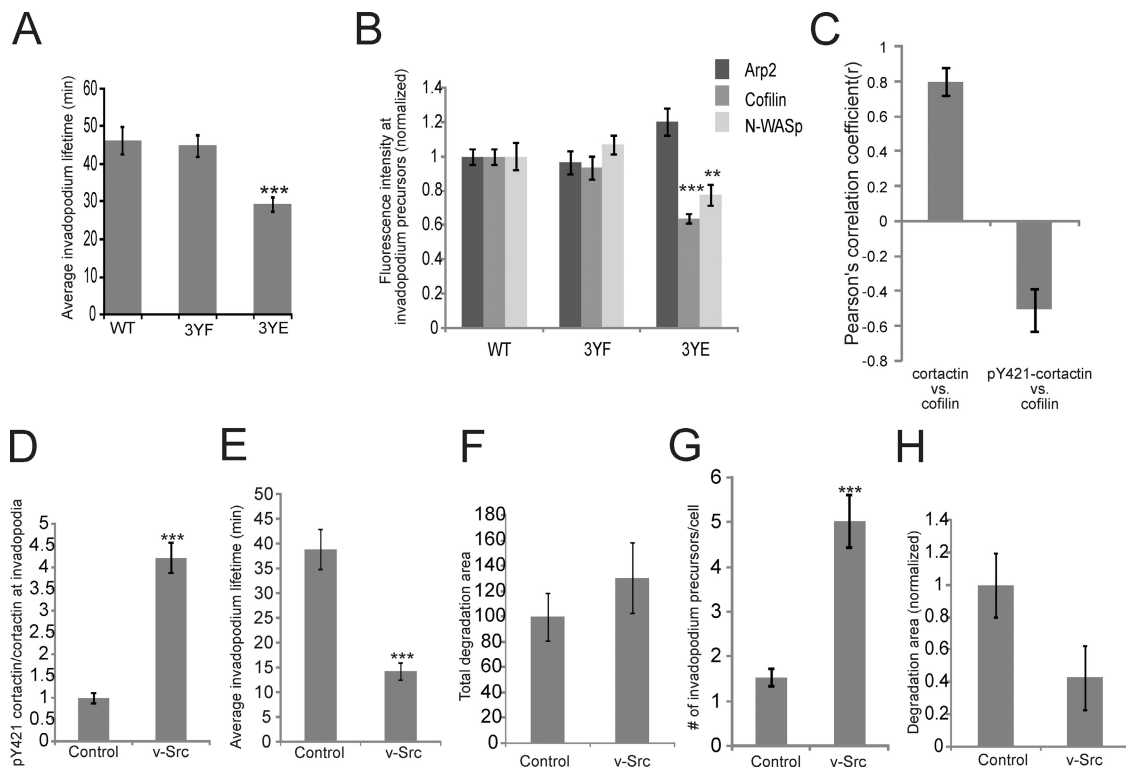 A
Average invadopodium lifetime (min)
60
50
40
30
20
10
0
***
WT
3YF
3YE
B
Fluorescence intensity at
invadopodium precursors (normalized)
1.4
1.2
1
0.8
0.6
0.4
0.2
0
Arp2
Cofilin
N-WASp
***
**
WT
3YF
3YE
C
Pearson's correlation coefficient(r)
1
0.8
0.6
0.4
0.2
0
-0.2
-0.4
-0.6
-0.8
cortactin
vs.
cofilin
pY421-cortactin
vs.
cofilin
D
pY421 cortactin/cortactin at invadopodia
5
4.5
4
3.5
3
2.5
2
1.5
1
0.5
0
***
Control
v-Src
E
Average invadopodium lifetime (min)
50
45
40
35
30
25
20
15
10
5
0
***
Control
v-Src
F
Total degradation area
180
160
140
120
100
80
60
40
20
0
Control
v-Src
G
# of invadopodium precursors/cell
6
5
4
3
2
1
0
***
Control
v-Src
H
Degradation area (normalized)
1.4
1.2
1
0.8
0.6
0.4
0.2
0
Control
v-Src